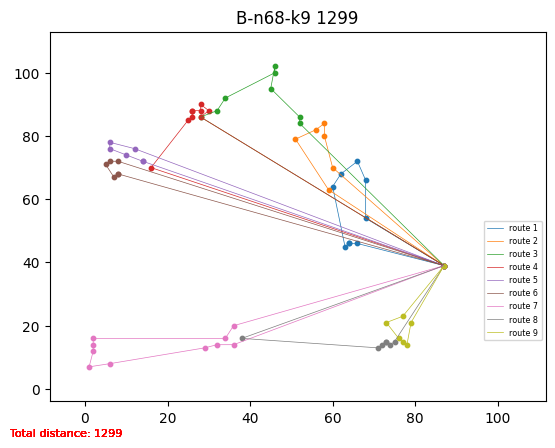 B-n68-k9 1299
100
80
60
40
20
0
0 20 40 60 80 100
route 1
route 2
route 3
route 4
route 5
route 6
route 7
route 8
route 9
Total distance: 1299